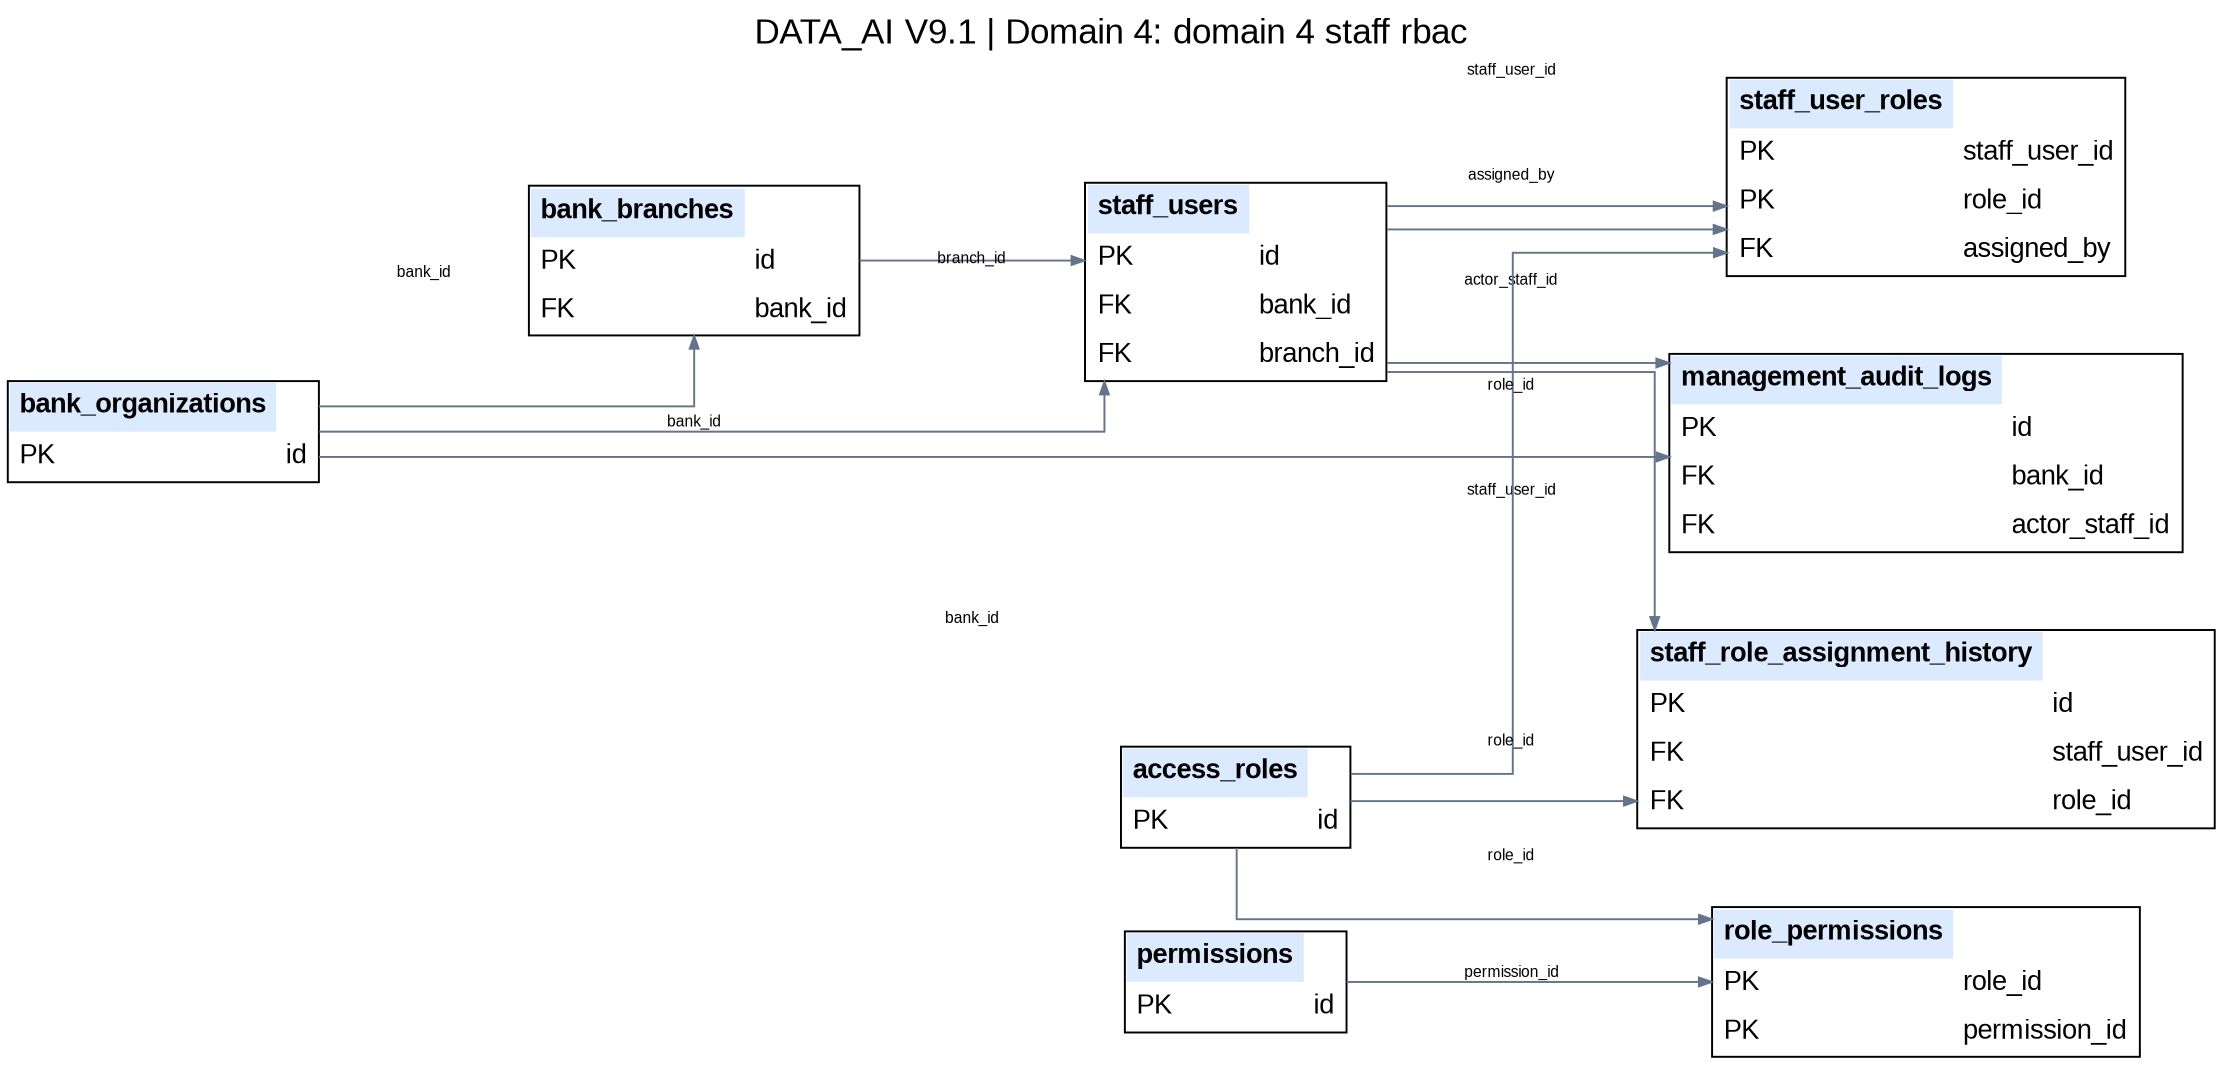 DATA_AI V9.1 | Domain 4: domain 4 staff rbac
bank_organizations
PK id
bank_id
bank_id
bank_id
bank_branches
PK id
FK bank_id
branch_id
staff_users
PK id
FK bank_id
FK branch_id
access_roles
PK id
permissions
PK id
staff_user_id
assigned_by
actor_staff_id
role_id
staff_user_id
role_id
role_id
permission_id
staff_user_roles
PK staff_user_id
PK role_id
FK assigned_by
management_audit_logs
PK id
FK bank_id
FK actor_staff_id
staff_role_assignment_history
PK id
FK staff_user_id
FK role_id
role_permissions
PK role_id
PK permission_id